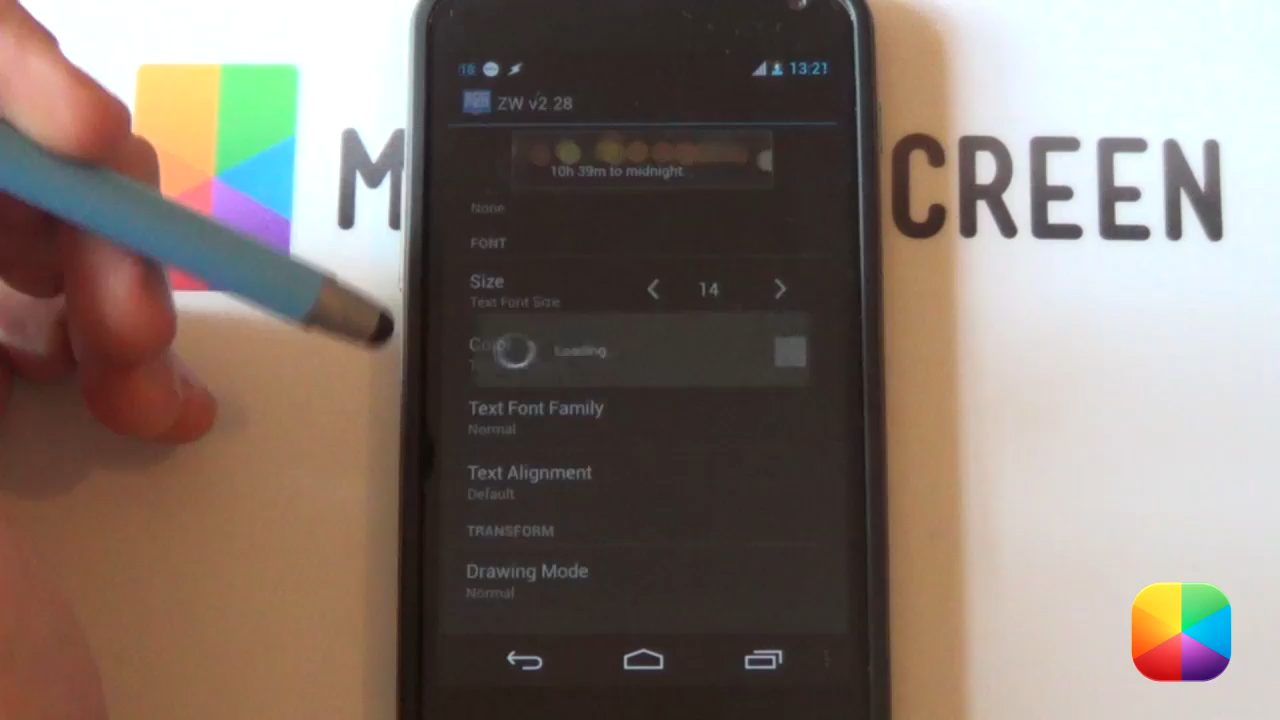 13:21
ZW v2.28
M CREEN
10h 39m to midnight.
None
FONT
Size
14
Text Font Size
Loading
Text Font Family
Normal
Text Alignment
Default
TRANSFORM
Drawing Mode
Normal